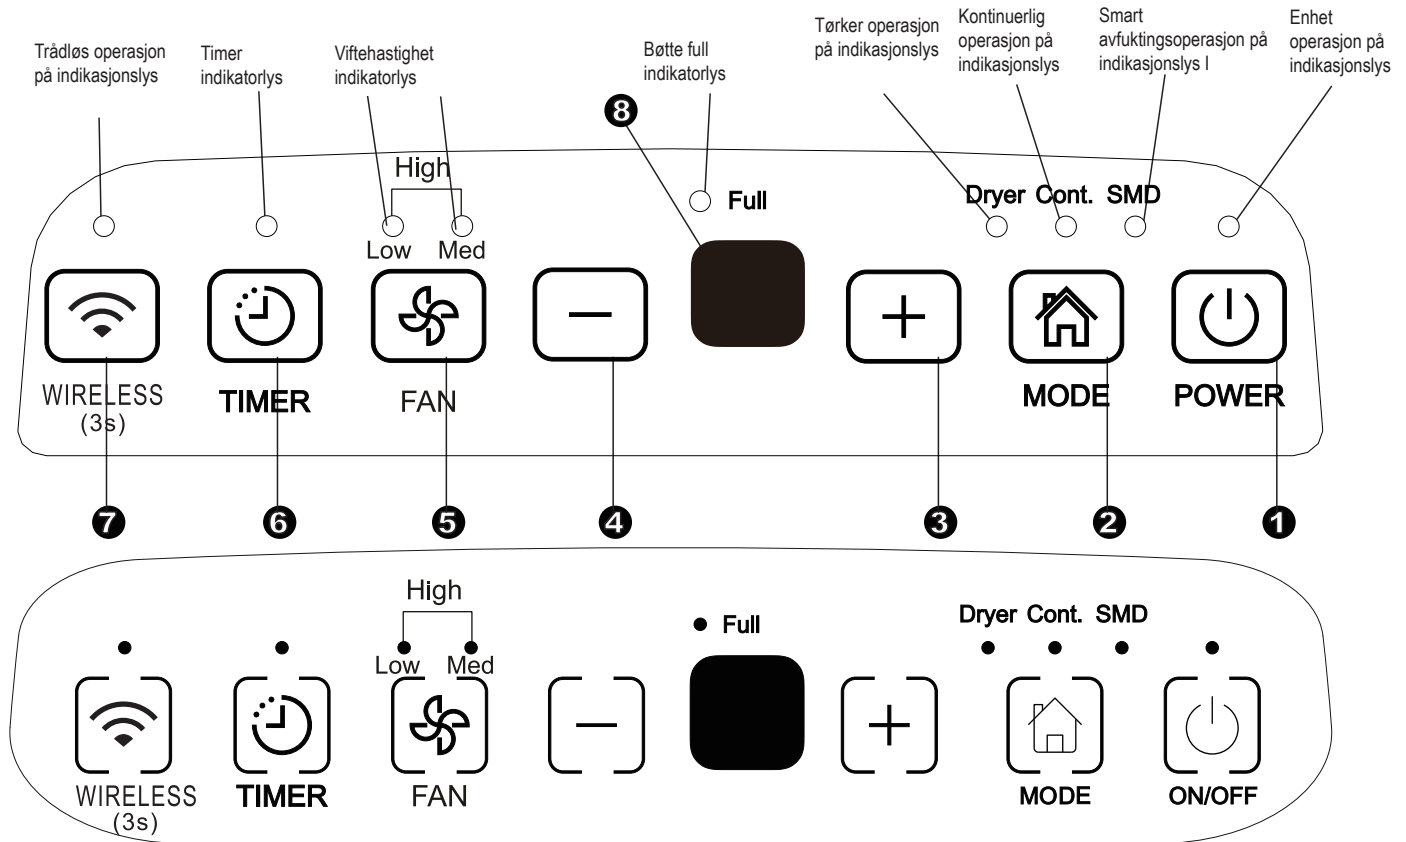 Trådløs operasjon
på indikasjonslys
Timer
indikatorlys
Viftehastighet
indikatorlys
Bøtte full
indikatorlys
Tørker operasjon
på indikasjonslys
Kontinuerlig
operasjon på
indikasjonslys
Smart
avfuktingsoperasjon på
indikasjonslys I
Enhet
operasjon på
indikasjonslys
8
High
Full
Dryer Cont. SMD
Low Med
WIRELESS
(3s)
TIMER
FAN
MODE
POWER
7 6 5 4 3 2 1
High
Full
Dryer Cont. SMD
Low Med
WIRELESS
(3s)
TIMER
FAN
MODE
ON/OFF